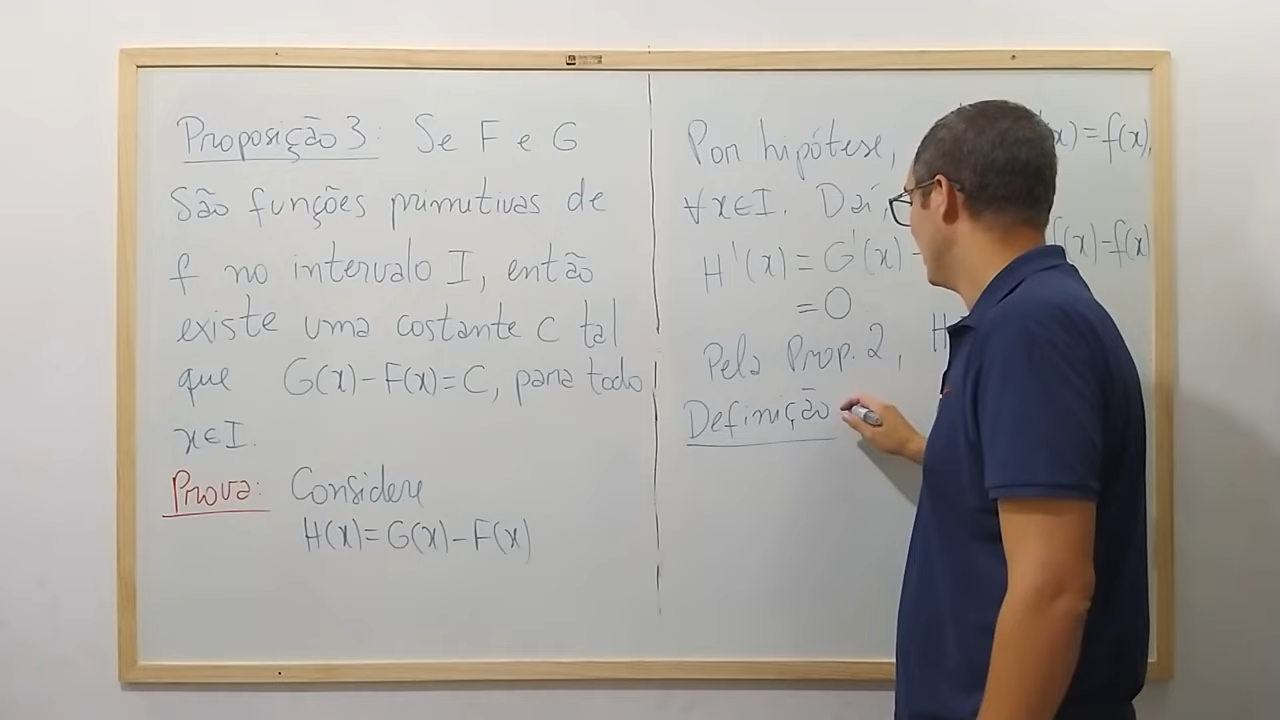 Proposição 3: Se F e G
São funções primitivas de
f no intervalo I, então
existe uma costante C tal
que G(x)-F(x)=C, para todo
x∈I.
Prova: Considere
H(x)=G(x)-F(x)
Por hipótese, x)=f(x),
∀x∈I. Daí,
H'(x)=G'(x)- f(x)-f(x)
=0
Pela Prop. 2, H
Definição